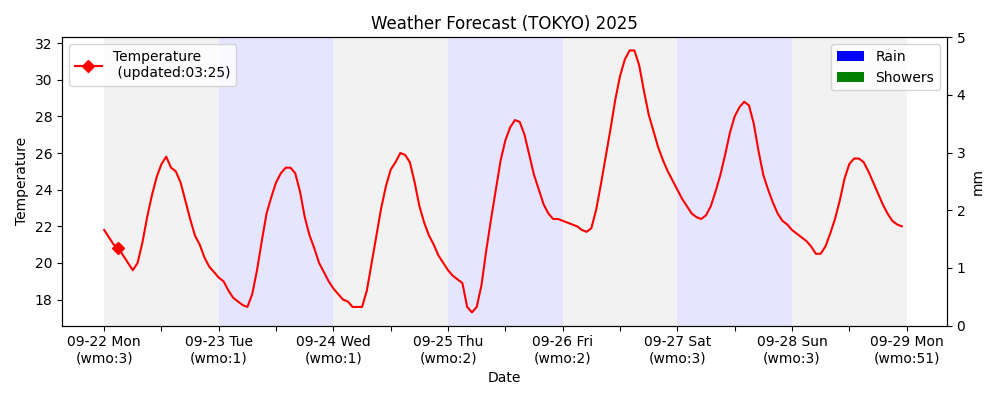 Weather Forecast (TOKYO) 2025
Temperature
(updated:03:25)
Rain
Showers
32
30
28
26
24
22
20
18
Temperature
5
4
3
2
1
0
mm
09-22 Mon
(wmo:3)
09-23 Tue
(wmo:1)
09-24 Wed
(wmo:1)
09-25 Thu
(wmo:2)
09-26 Fri
(wmo:2)
09-27 Sat
(wmo:3)
09-28 Sun
(wmo:3)
09-29 Mon
(wmo:51)
Date